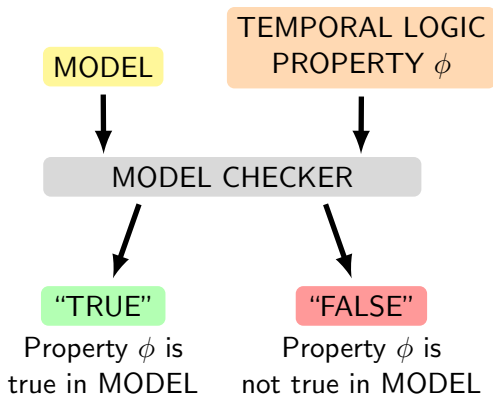 MODEL
TEMPORAL LOGIC
PROPERTY ϕ
MODEL CHECKER
“TRUE”
Property ϕ is
true in MODEL
“FALSE”
Property ϕ is
not true in MODEL